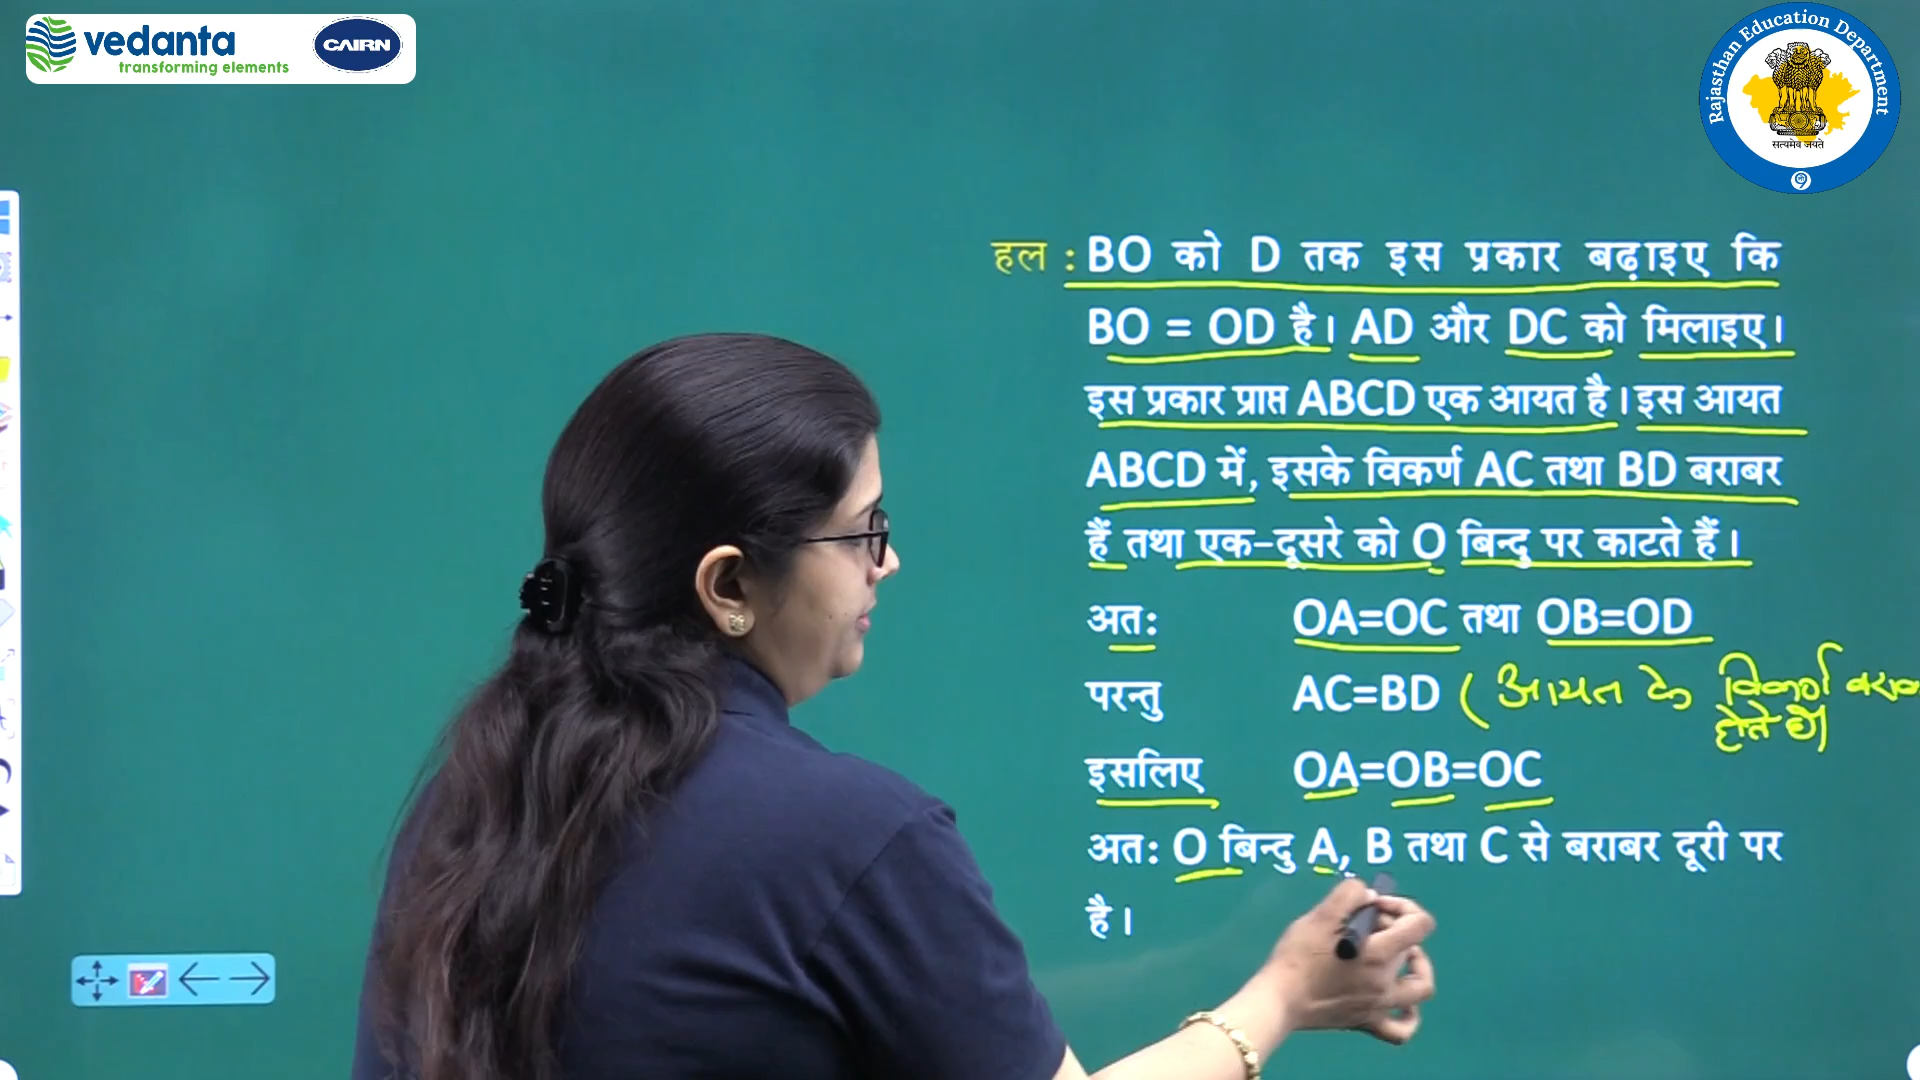 vedanta
transforming elements
CAIRN
Rajasthan Education Department
सत्यमेव जयते
हल : BO को D तक इस प्रकार बढ़ाइए कि
BO = OD है। AD और DC को मिलाइए।
इस प्रकार प्राप्त ABCD एक आयत है। इस आयत
ABCD में, इसके विकर्ण AC तथा BD बराबर
हैं तथा एक-दूसरे को O बिन्दु पर काटते हैं।
अत: OA=OC तथा OB=OD
परन्तु AC=BD ( आयत के विकर्ण
होते है।
इसलिए OA=OB=OC
अत: O बिन्दु A, B तथा C से बराबर दूरी पर
है।